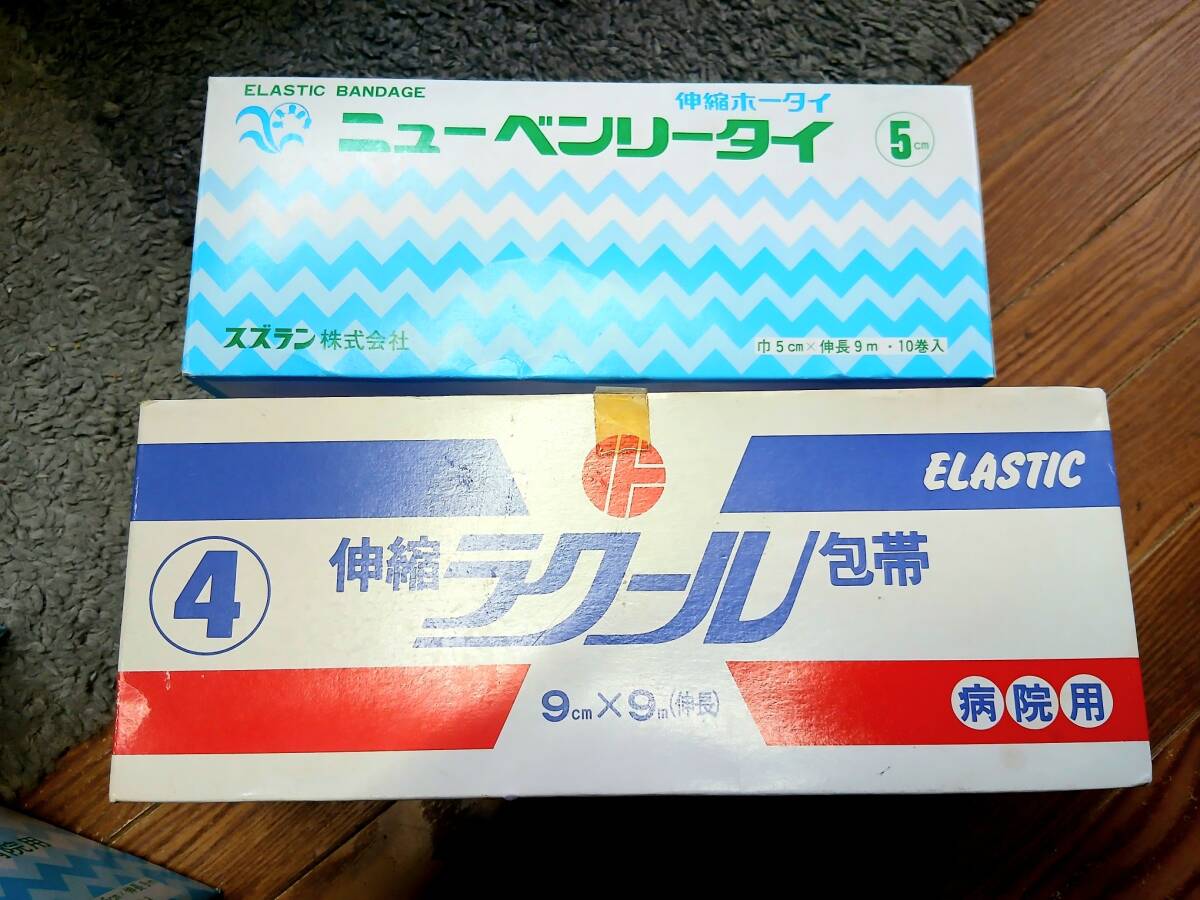 ELASTIC BANDAGE
伸縮ホータイ
ニューベンリータイ
5cm
スズラン株式会社
巾5cm×伸長9m・10巻入
ELASTIC
4
伸縮ラクール包帯
9cm×9m(伸長)
病院用
院用